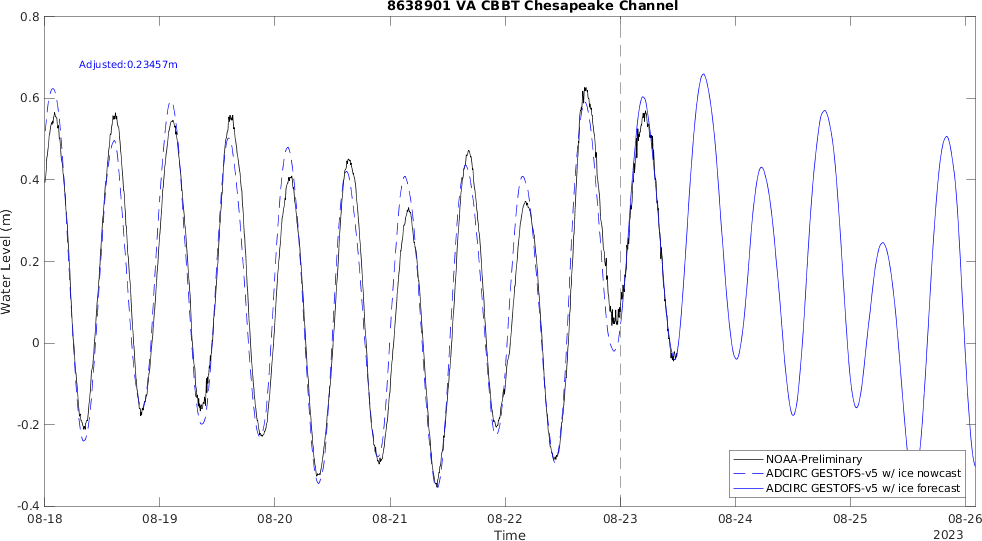 8638901 VA CBBT Chesapeake Channel
Adjusted:0.23457m
0.8
0.6
0.4
0.2
0
-0.2
-0.4
Water Level (m)
NOAA-Preliminary
ADCIRC GESTOFS-v5 w/ ice nowcast
ADCIRC GESTOFS-v5 w/ ice forecast
08-18 08-19 08-20 08-21 08-22 08-23 08-24 08-25 08-26
Time
2023